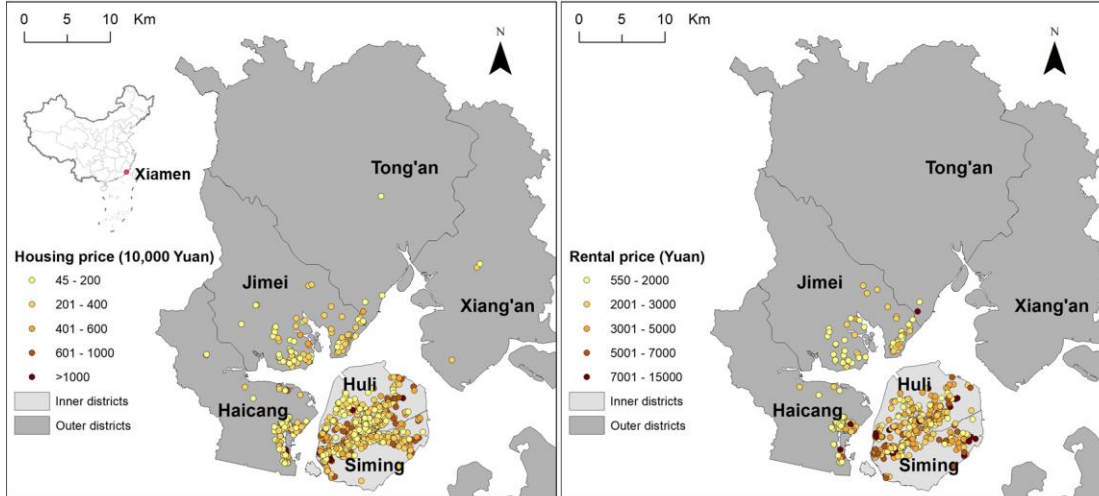 0 5 10 Km
N
Xiamen
Tong'an
Housing price (10,000 Yuan)
45 - 200
201 - 400
401 - 600
601 - 1000
>1000
Inner districts
Outer districts
Jimei
Xiang'an
Huli
Haicang
Siming
0 5 10 Km
N
Tong'an
Rental price (Yuan)
550 - 2000
2001 - 3000
3001 - 5000
5001 - 7000
7001 - 15000
Inner districts
Outer districts
Jimei
Xiang'an
Huli
Haicang
Siming